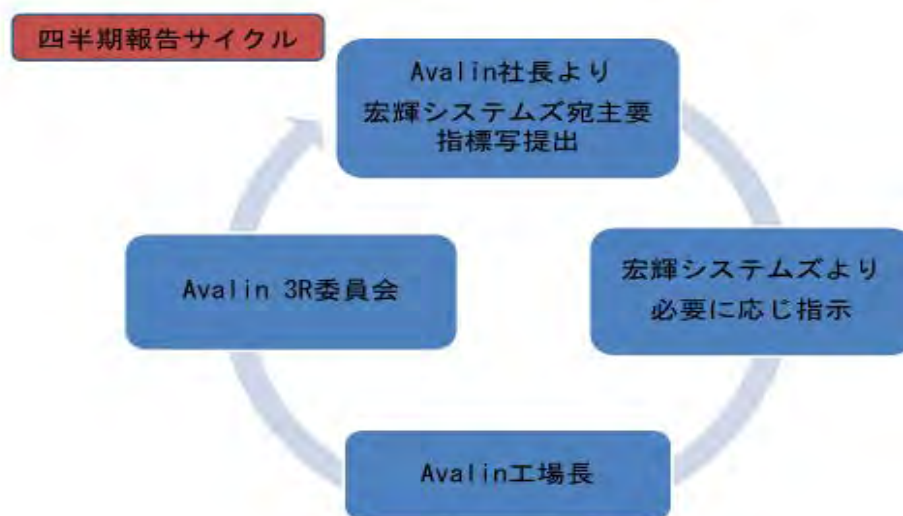 四半期報告サイクル
Avalin社長より
宏輝システムズ宛主要
指標写提出
宏輝システムズより
必要に応じ指示
Avalin工場長
Avalin 3R委員会